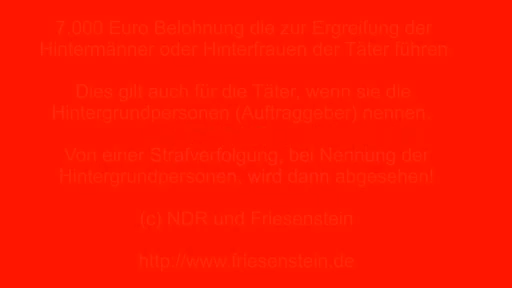 7.000 Euro Belohnung die zur Ergreifung der
Hintermänner oder Hinterfrauen der Täter führen.
Dies gilt auch für die Täter, wenn sie die
Hintergrundpersonen (Auftraggeber) nennen.
Von einer Strafverfolgung, bei Nennung der
Hintergrundpersonen, wird dann abgesehen!
(c) NDR und Friesenstein
http://www.friesenstein.de